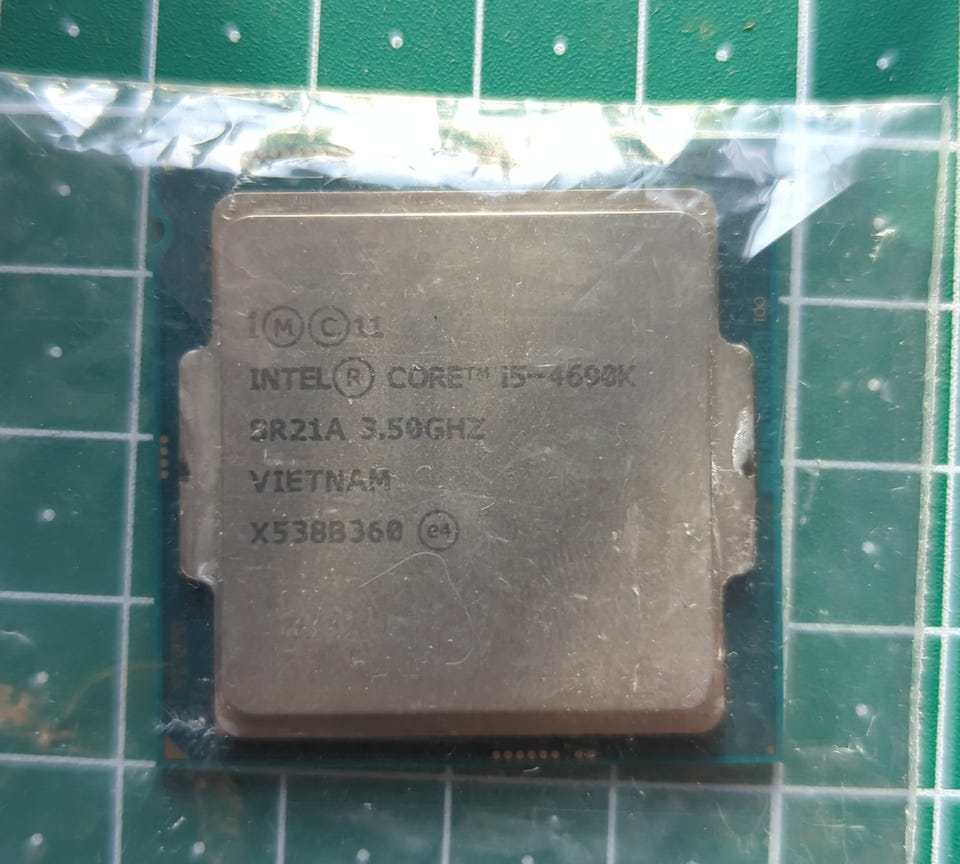 i Ⓜ Ⓒ 11
INTEL® CORE™ i5-4690K
SR21A 3.50GHZ
VIETNAM
X538B360 e4